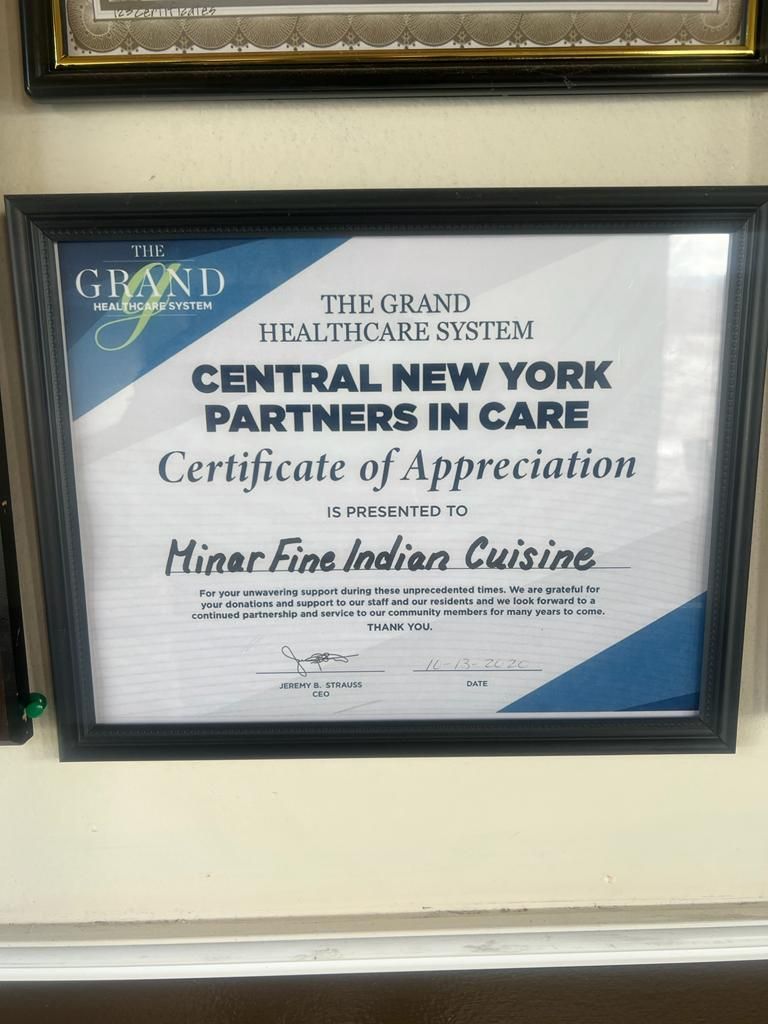 THE
GRAND
HEALTHCARE SYSTEM
THE GRAND
HEALTHCARE SYSTEM
CENTRAL NEW YORK
PARTNERS IN CARE
Certificate of Appreciation
IS PRESENTED TO
Minar Fine Indian Cuisine
For your unwavering support during these unprecedented times. We are grateful for
your donations and support to our staff and our residents and we look forward to a
continued partnership and service to our community members for many years to come.
THANK YOU.
10-13-2020
JEREMY B. STRAUSS
CEO
DATE